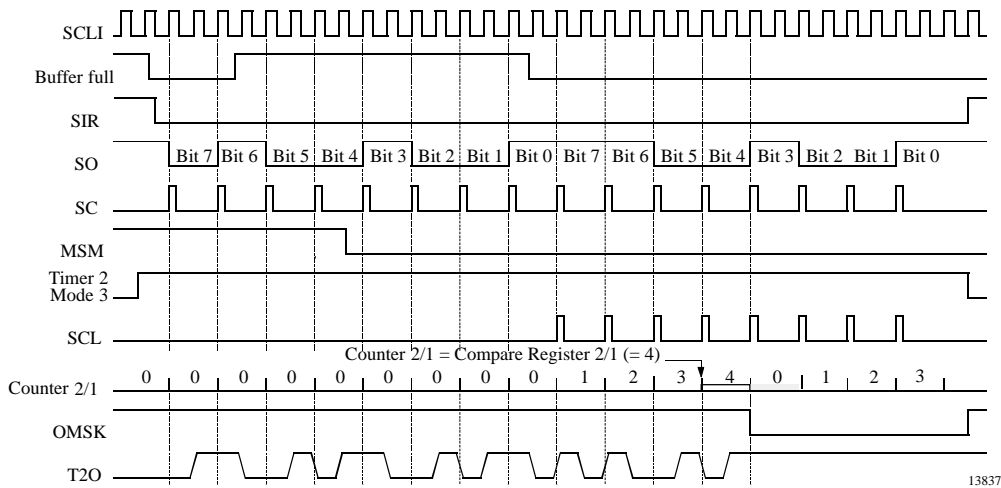 SCLI
Buffer full
SIR
SO Bit 7 Bit 6 Bit 5 Bit 4 Bit 3 Bit 2 Bit 1 Bit 0 Bit 7 Bit 6 Bit 5 Bit 4 Bit 3 Bit 2 Bit 1 Bit 0
SC
MSM
Timer 2
Mode 3
SCL
Counter 2/1 = Compare Register 2/1 (= 4)
Counter 2/1 0 0 0 0 0 0 0 0 0 1 2 3 4 0 1 2 3
OMSK
T2O
13837